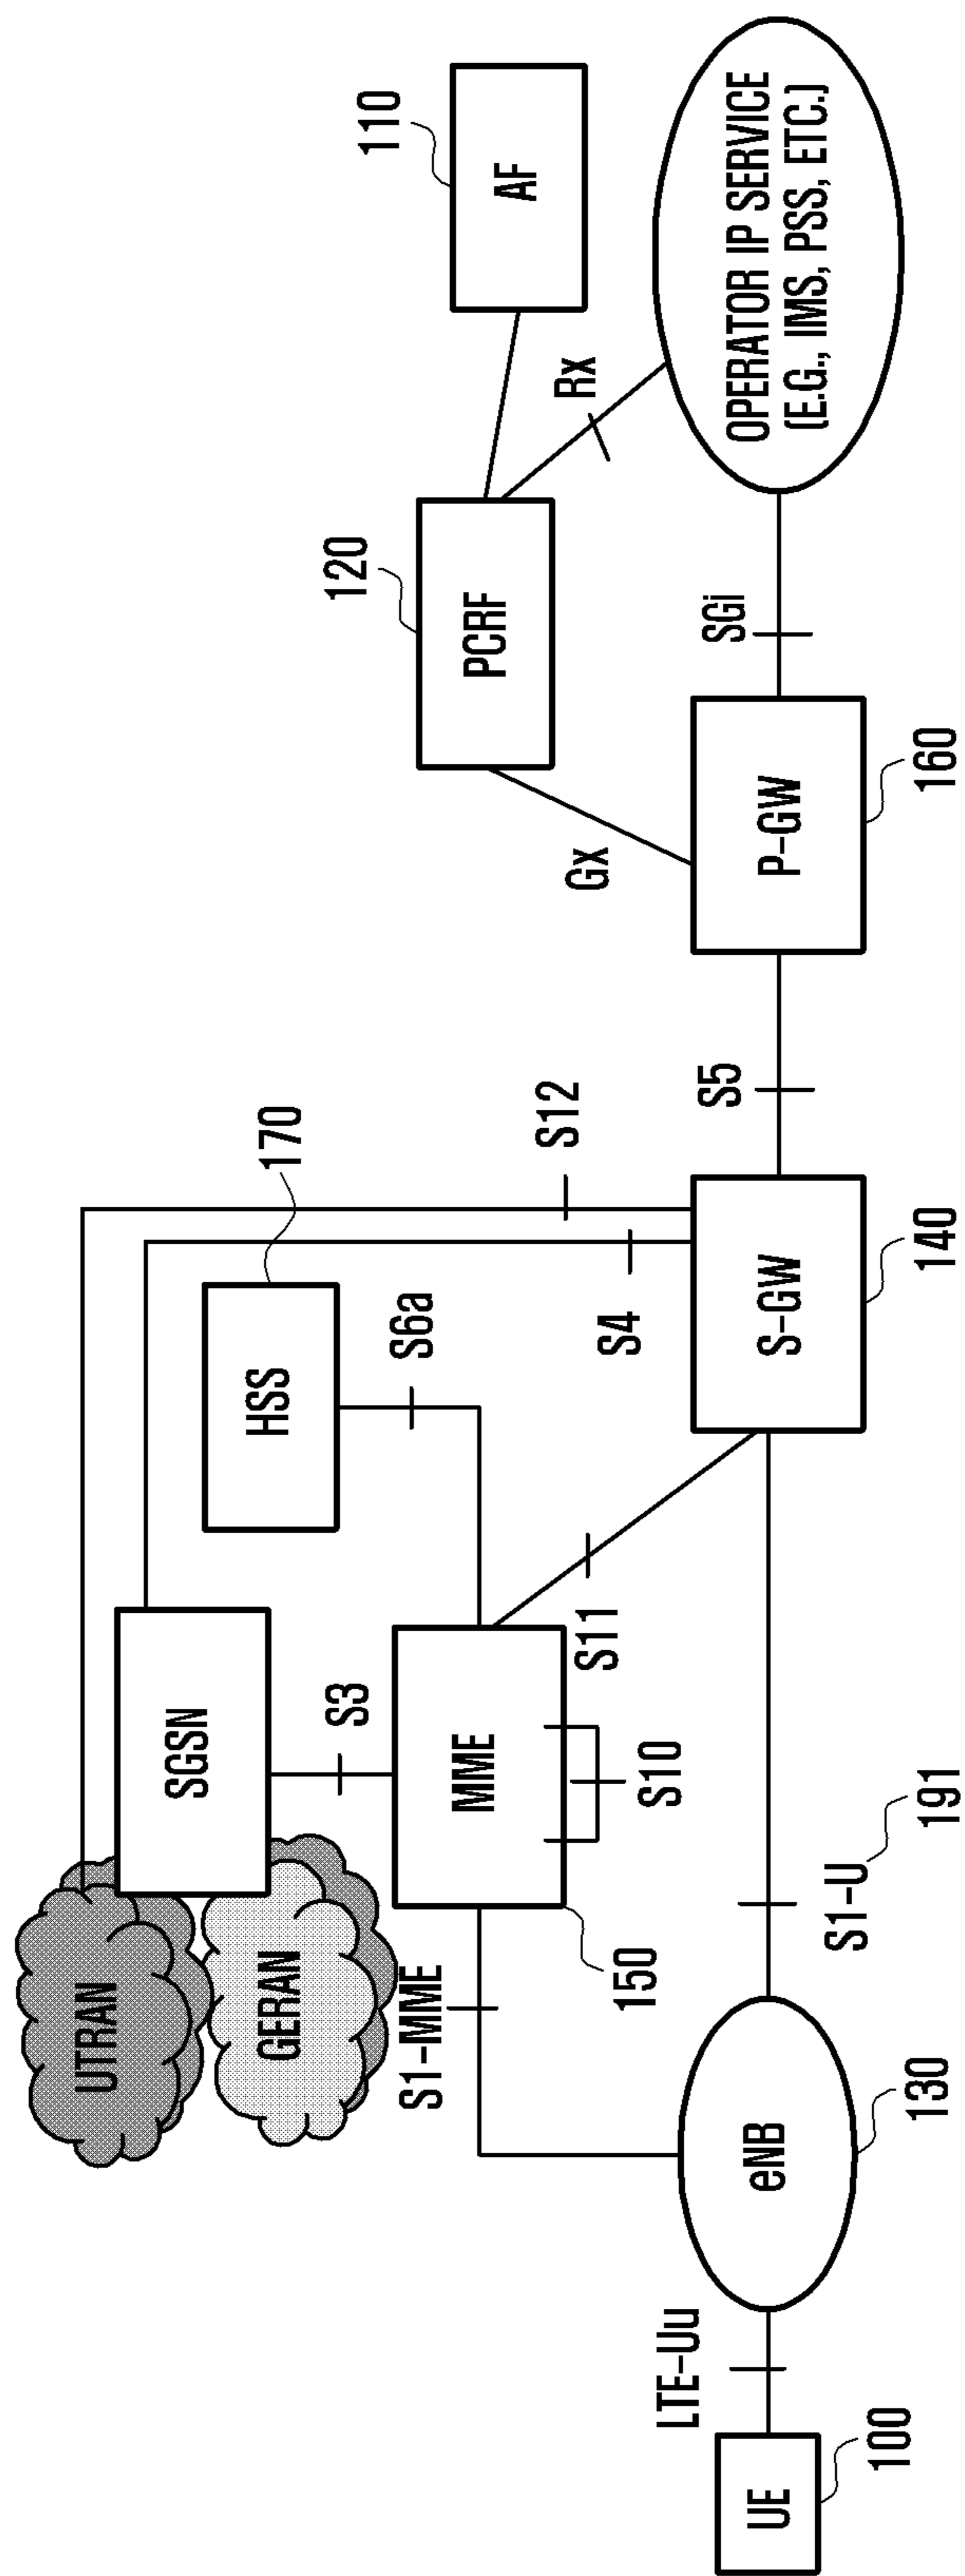 UTRAN
SGSN
GERAN
HSS
170
S3
S6a
S12
S4
S1-MME
MME
150
S10
S11
120
PCRF
110
AF
Gx
Rx
UE
100
LTE-Uu
eNB
130
S1-U
191
S-GW
140
S5
P-GW
160
SGi
OPERATOR IP SERVICE
(E.G., IMS, PSS, ETC.)